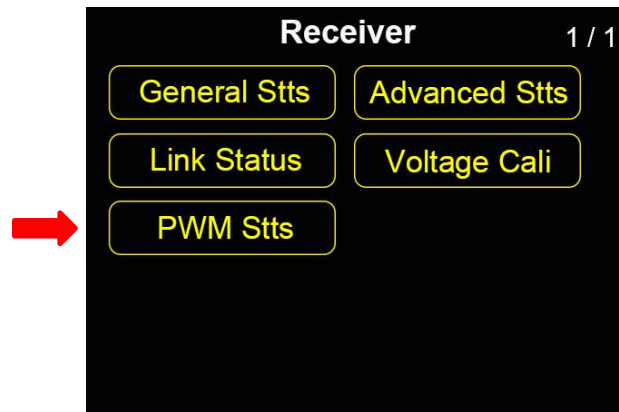 Receiver
1 / 1
General Stts
Advanced Stts
Link Status
Voltage Cali
PWM Stts